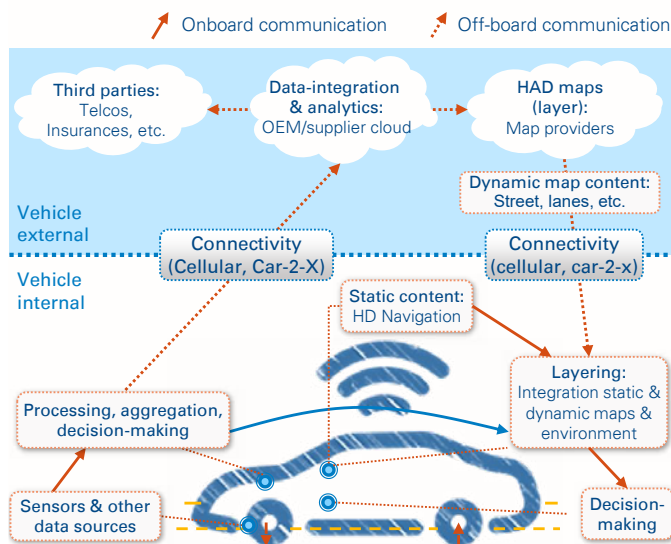 Onboard communication
Off-board communication
Third parties:
Telcos,
Insurances, etc.
Data-integration
& analytics:
OEM/supplier cloud
HAD maps
(layer):
Map providers
Dynamic map content:
Street, lanes, etc.
Vehicle
external
Connectivity
(Cellular, Car-2-X)
Connectivity
(cellular, car-2-x)
Vehicle
internal
Static content:
HD Navigation
Layering:
Integration static &
dynamic maps &
environment
Processing, aggregation,
decision-making
Sensors & other
data sources
Decision-
making